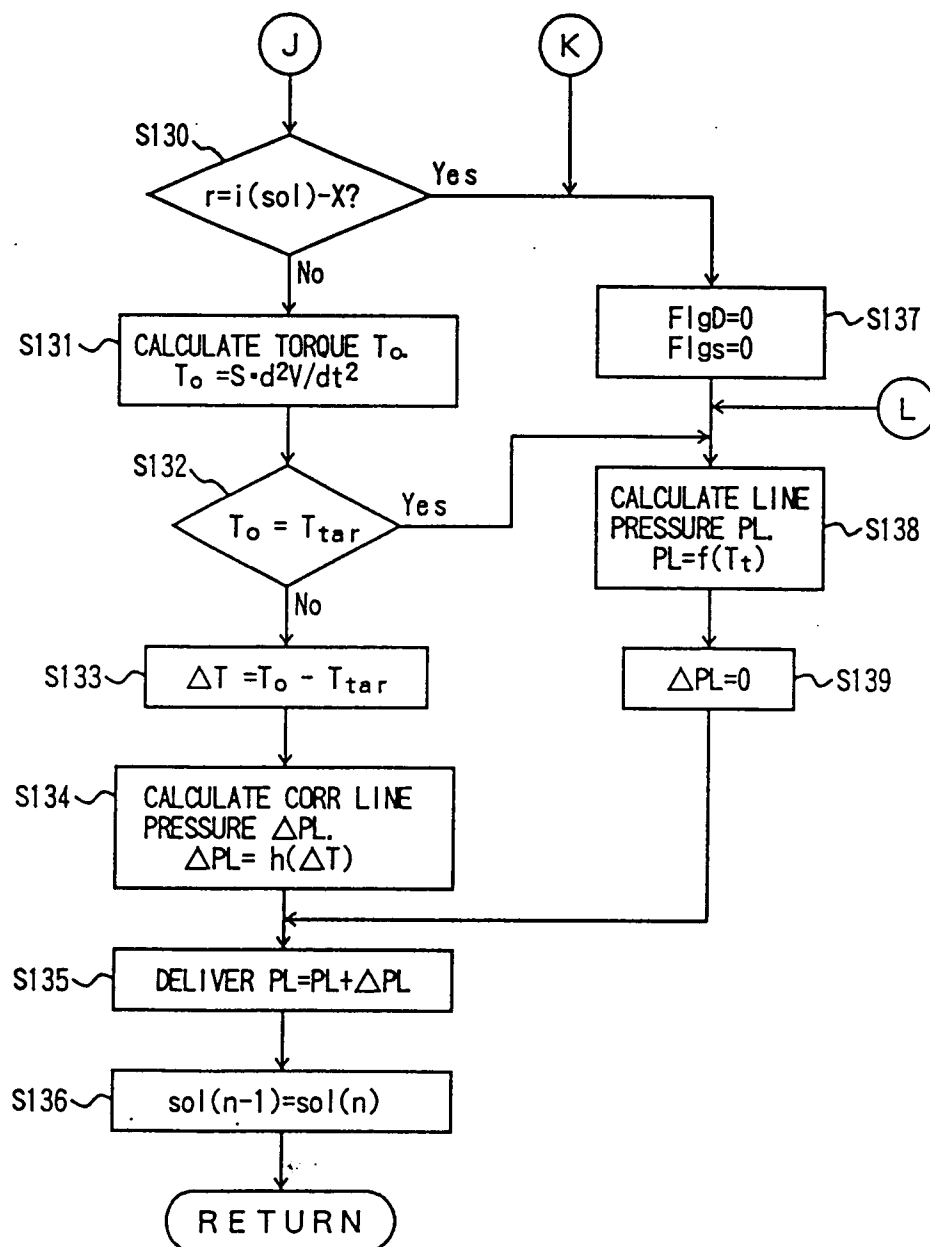 J
K
S130
r=i(sol)-X?
Yes
No
S131
CALCULATE TORQUE To.
To =S•d²V/dt²
S132
To = Ttar
Yes
No
S133
△T =To - Ttar
S134
CALCULATE CORR LINE
PRESSURE △PL.
△PL= h(△T)
S135
DELIVER PL=PL+△PL
S136
sol(n-1)=sol(n)
RETURN
FlgD=0
Flgs=0
S137
L
CALCULATE LINE
PRESSURE PL.
PL=f(Tt)
S138
△PL=0
S139